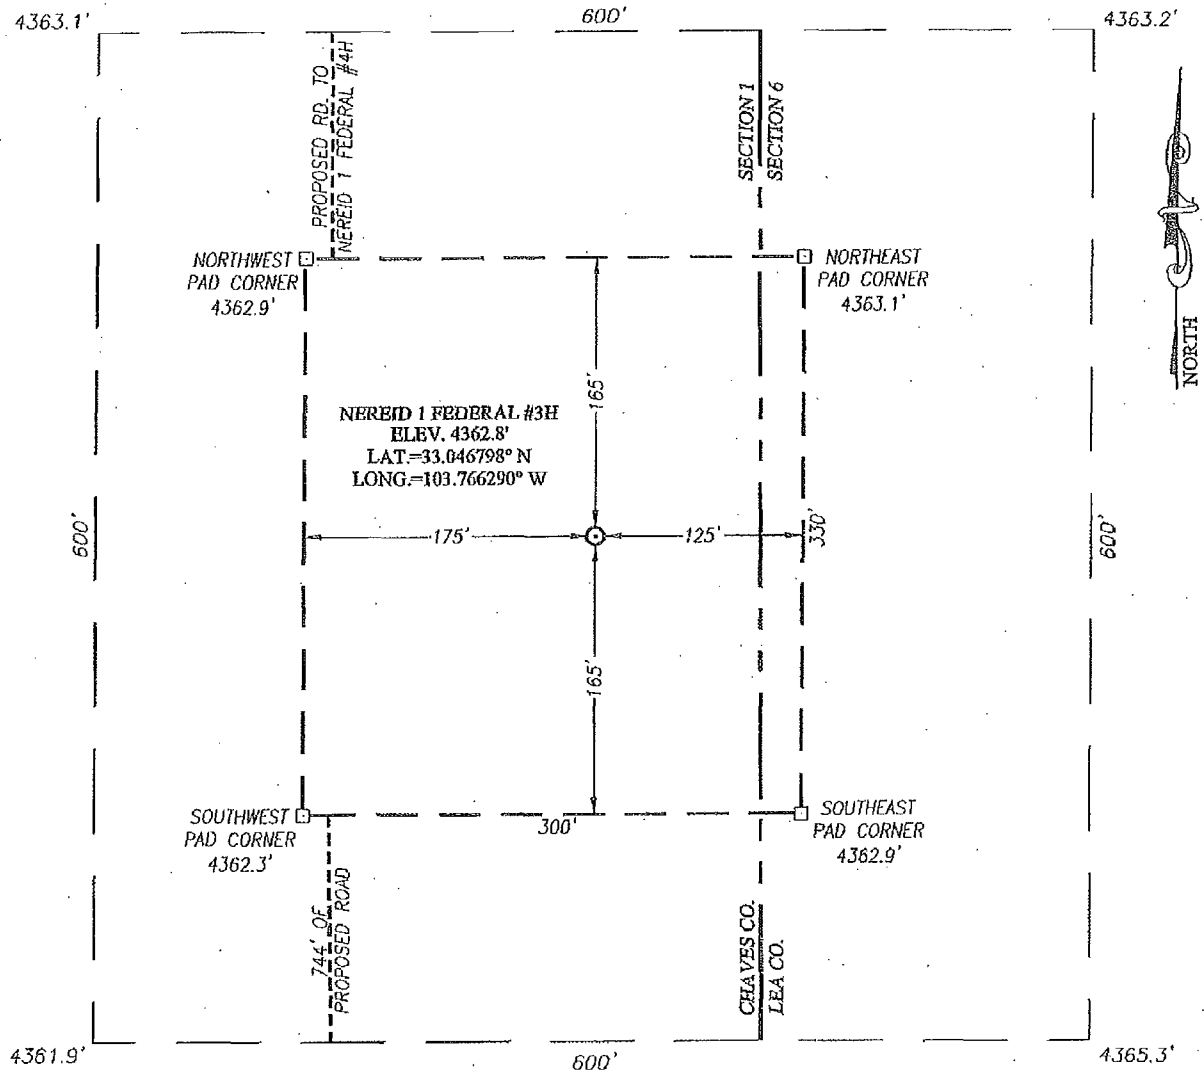 4363.1'
600'
4363.2'
PROPOSED RD. TO
NEREID 1 FEDERAL #4H
SECTION 1
SECTION 6
NORTHWEST
PAD CORNER
4362.9'
NORTHEAST
PAD CORNER
4363.1'
NORTH
165'
NEREID 1 FEDERAL #3H
ELEV. 4362.8'
LAT.=33.046798° N
LONG.=103.766290° W
600'
175'
125'
330'
600'
165'
SOUTHWEST
PAD CORNER
4362.3'
300'
SOUTHEAST
PAD CORNER
4362.9'
744' OF
PROPOSED ROAD
CHAVES CO.
LEA CO.
4361.9'
600'
4365.3'